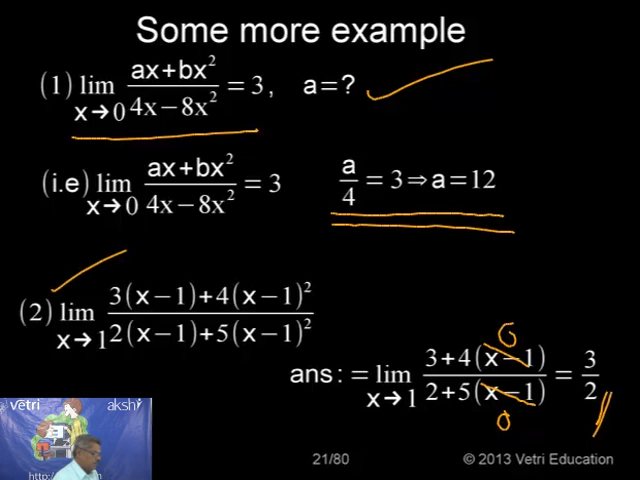 Some more example
(1) lim x→0 (ax+bx²)/(4x−8x²) = 3, a=?
(i.e) lim x→0 (ax+bx²)/(4x−8x²) = 3 a/4 = 3⇒a=12
(2) lim x→1 (3(x−1)+4(x−1)²)/(2(x−1)+5(x−1)²)
0
ans: = lim x→1 (3+4(x−1))/(2+5(x−1)) = 3/2
0
vetri akshi
http://
21/80 © 2013 Vetri Education